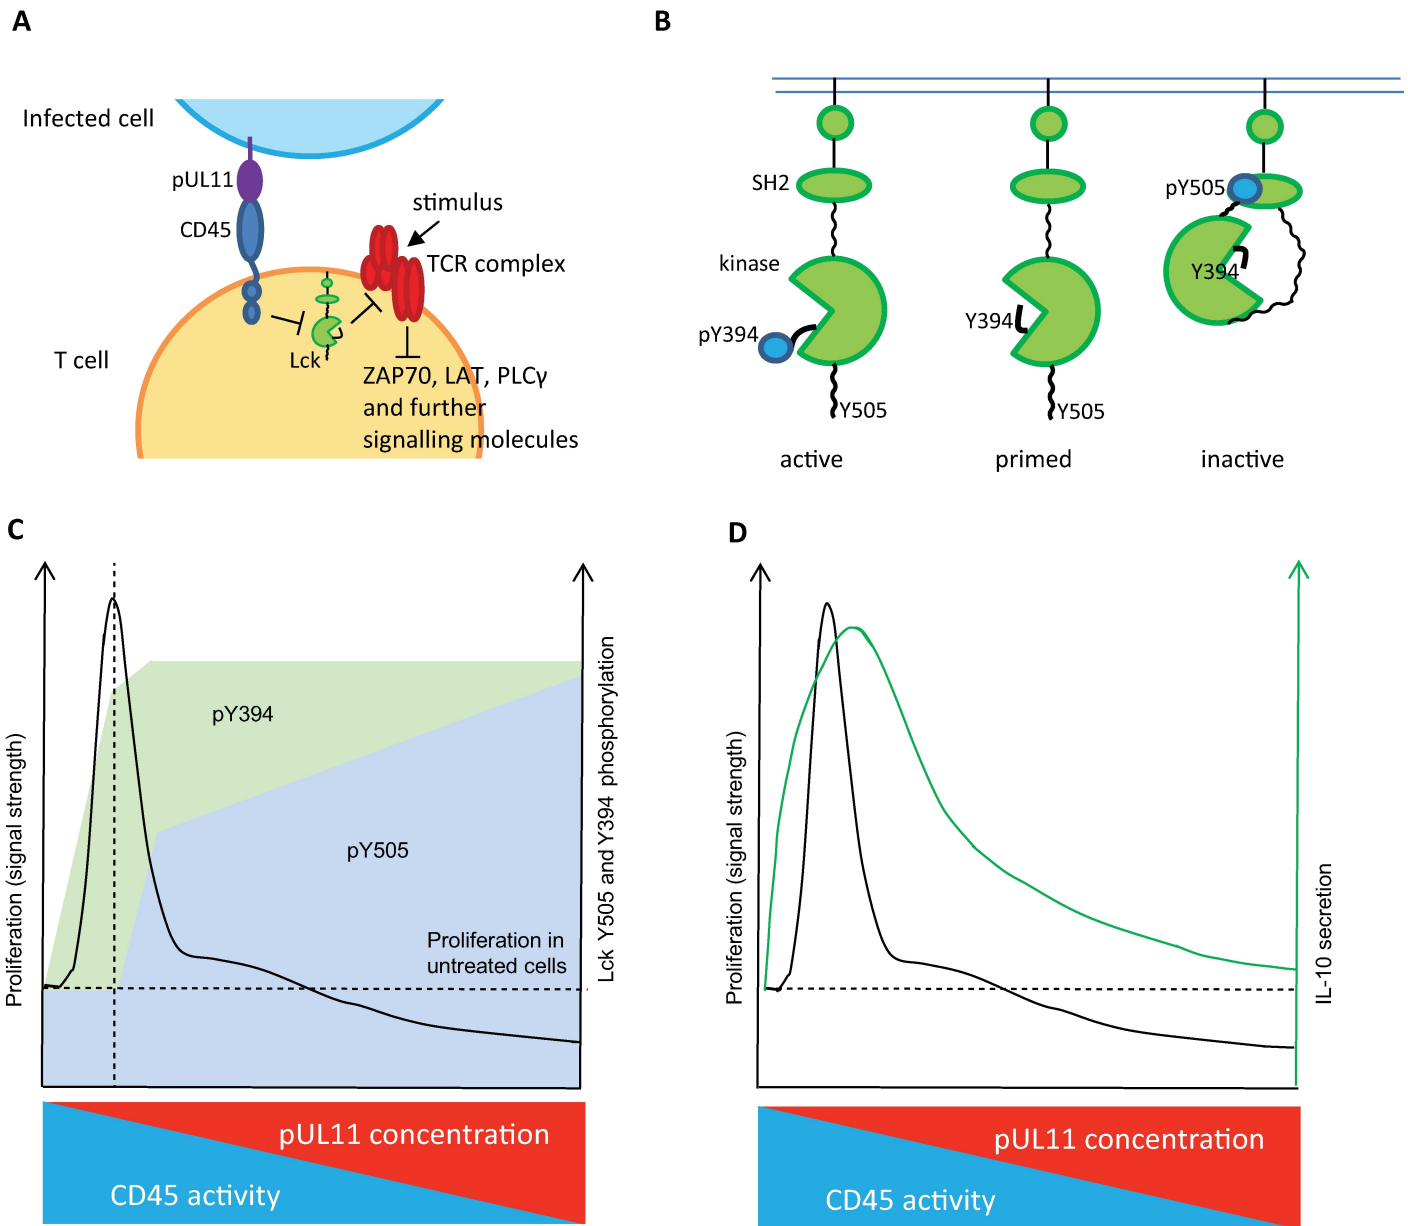 A
Infected cell
pUL11
CD45
stimulus
TCR complex
T cell
Lck
ZAP70, LAT, PLCγ
and further
signalling molecules
B
SH2
kinase
pY394
Y505
active
Y394
Y505
primed
pY505
Y394
inactive
C
Proliferation (signal strength)
pY394
pY505
Proliferation in
untreated cells
Lck Y505 and Y394 phosphorylation
pUL11 concentration
CD45 activity
D
Proliferation (signal strength)
IL-10 secretion
pUL11 concentration
CD45 activity